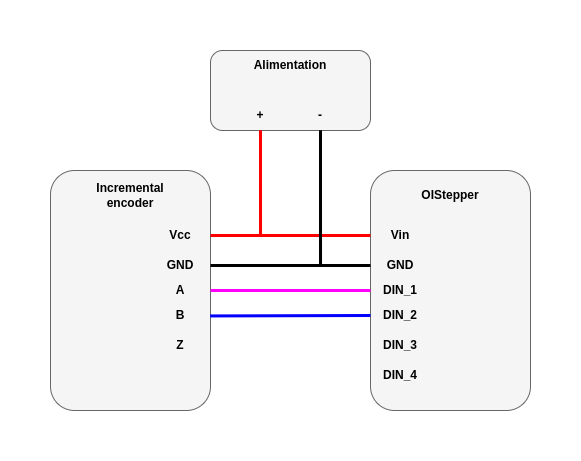 Alimentation
+ -
Incremental
encoder
OIStepper
Vcc
Vin
GND
GND
A
DIN_1
B
DIN_2
Z
DIN_3
DIN_4